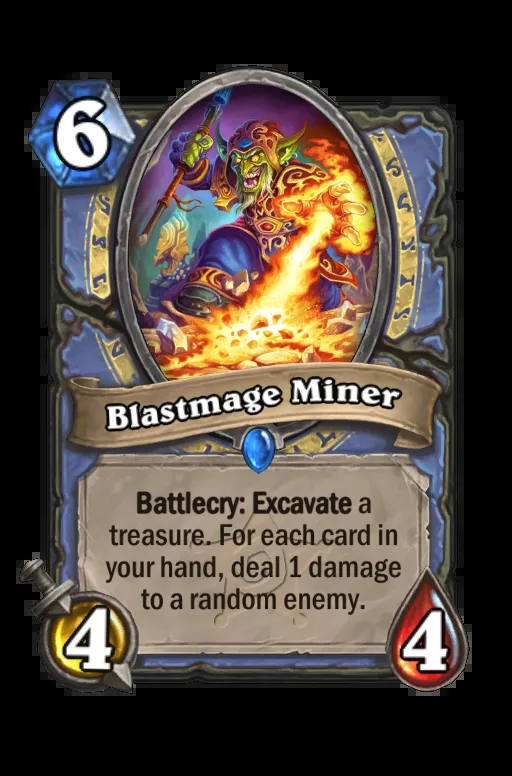 6
Blastmage Miner
Battlecry: Excavate a
treasure. For each card in
your hand, deal 1 damage
to a random enemy.
4
4